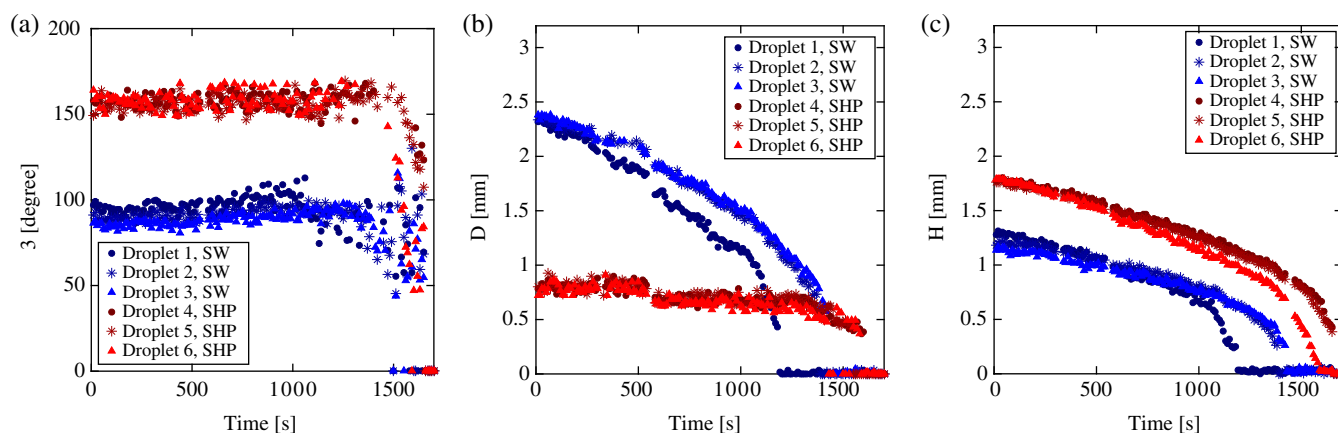 (a)
200
150
100
50
0
3 [degree]
Droplet 1, SW
Droplet 2, SW
Droplet 3, SW
Droplet 4, SHP
Droplet 5, SHP
Droplet 6, SHP
0 500 1000 1500
Time [s]
(b)
3
2.5
2
1.5
1
0.5
0
D [mm]
Droplet 1, SW
Droplet 2, SW
Droplet 3, SW
Droplet 4, SHP
Droplet 5, SHP
Droplet 6, SHP
0 500 1000 1500
Time [s]
(c)
3
2.5
2
1.5
1
0.5
0
H [mm]
Droplet 1, SW
Droplet 2, SW
Droplet 3, SW
Droplet 4, SHP
Droplet 5, SHP
Droplet 6, SHP
0 500 1000 1500
Time [s]